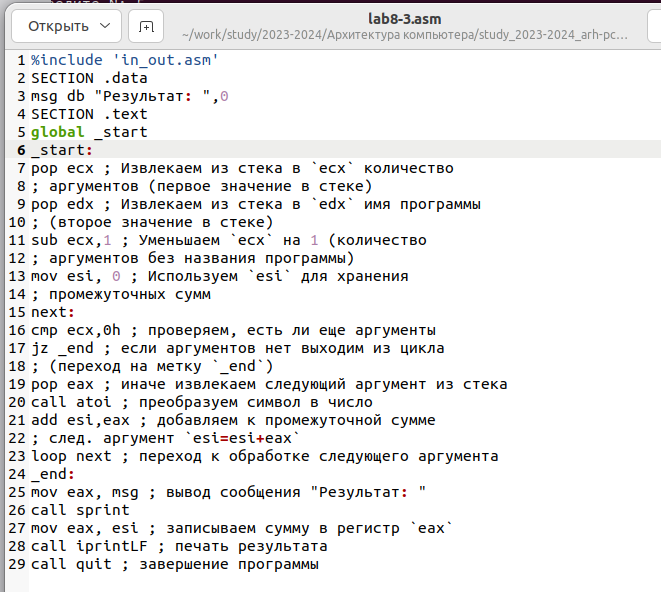 lab8-3.asm
Открыть
~/work/study/2023-2024/Архитектура компьютера/study_2023-2024_arh-pc...
1 %include 'in_out.asm'
2 SECTION .data
3 msg db "Результат: ",0
4 SECTION .text
5 global _start
6 _start:
7 pop ecx ; Извлекаем из стека в `ecx` количество
8 ; аргументов (первое значение в стеке)
9 pop edx ; Извлекаем из стека в `edx` имя программы
10 ; (второе значение в стеке)
11 sub ecx,1 ; Уменьшаем `ecx` на 1 (количество
12 ; аргументов без названия программы)
13 mov esi, 0 ; Используем `esi` для хранения
14 ; промежуточных сумм
15 next:
16 cmp ecx,0h ; проверяем, есть ли еще аргументы
17 jz _end ; если аргументов нет выходим из цикла
18 ; (переход на метку `_end`)
19 pop eax ; иначе извлекаем следующий аргумент из стека
20 call atoi ; преобразуем символ в число
21 add esi,eax ; добавляем к промежуточной сумме
22 ; след. аргумент `esi=esi+eax`
23 loop next ; переход к обработке следующего аргумента
24 _end:
25 mov eax, msg ; вывод сообщения "Результат: "
26 call sprint
27 mov eax, esi ; записываем сумму в регистр `eax`
28 call iprintLF ; печать результата
29 call quit ; завершение программы